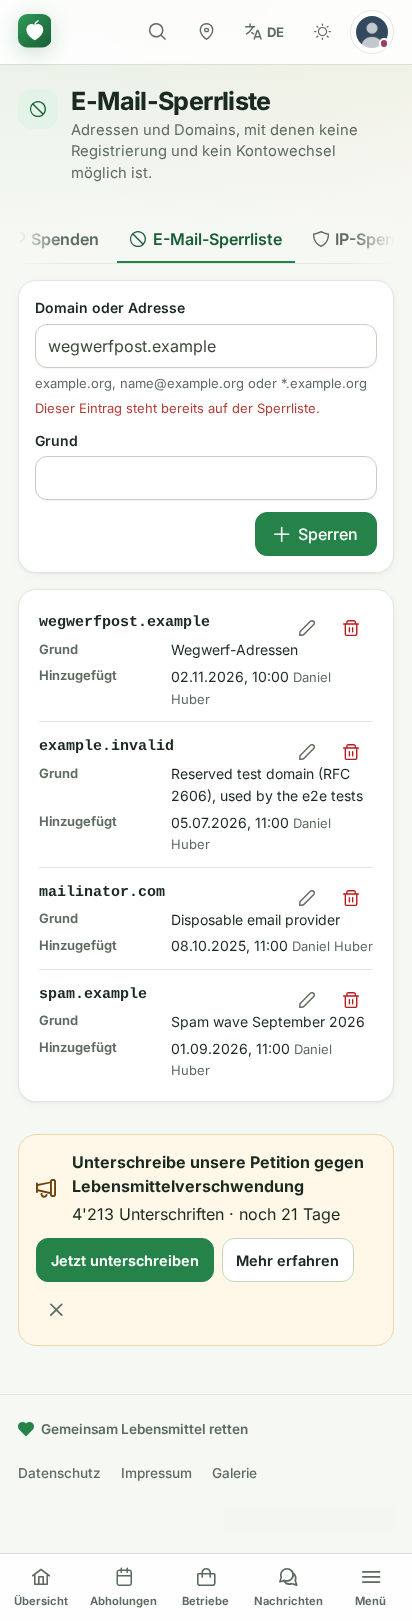 DE
E-Mail-Sperrliste
Adressen und Domains, mit denen keine
Registrierung und kein Kontowechsel
möglich ist.
Spenden
E-Mail-Sperrliste
IP-Sper
Domain oder Adresse
wegwerfpost.example
example.org, name@example.org oder *.example.org
Dieser Eintrag steht bereits auf der Sperrliste.
Grund
Sperren
wegwerfpost.example
Grund Wegwerf-Adressen
Hinzugefügt 02.11.2026, 10:00 Daniel
Huber
example.invalid
Grund Reserved test domain (RFC
2606), used by the e2e tests
Hinzugefügt 05.07.2026, 11:00 Daniel
Huber
mailinator.com
Grund Disposable email provider
Hinzugefügt 08.10.2025, 11:00 Daniel Huber
spam.example
Grund Spam wave September 2026
Hinzugefügt 01.09.2026, 11:00 Daniel
Huber
Unterschreibe unsere Petition gegen
Lebensmittelverschwendung
4'213 Unterschriften · noch 21 Tage
Jetzt unterschreiben Mehr erfahren
Gemeinsam Lebensmittel retten
Datenschutz Impressum Galerie
Übersicht Abholungen Betriebe Nachrichten Menü